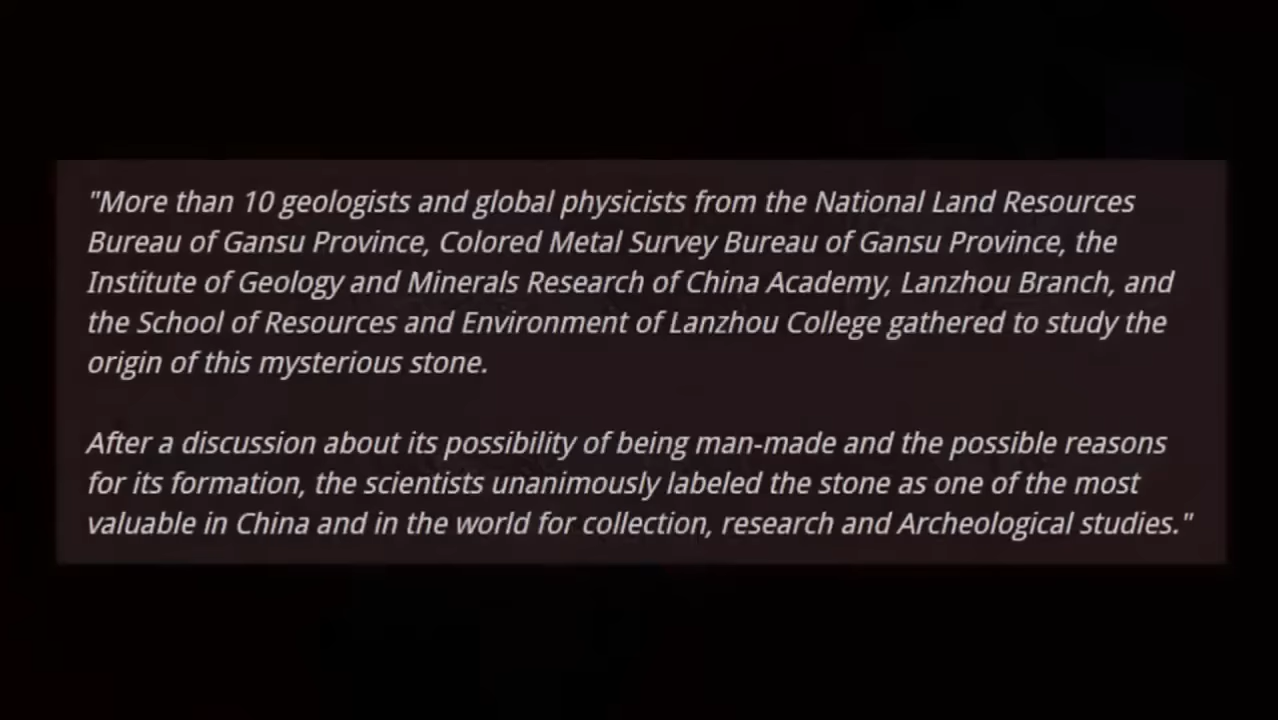 "More than 10 geologists and global physicists from the National Land Resources
Bureau of Gansu Province, Colored Metal Survey Bureau of Gansu Province, the
Institute of Geology and Minerals Research of China Academy, Lanzhou Branch, and
the School of Resources and Environment of Lanzhou College gathered to study the
origin of this mysterious stone.
After a discussion about its possibility of being man-made and the possible reasons
for its formation, the scientists unanimously labeled the stone as one of the most
valuable in China and in the world for collection, research and Archeological studies."